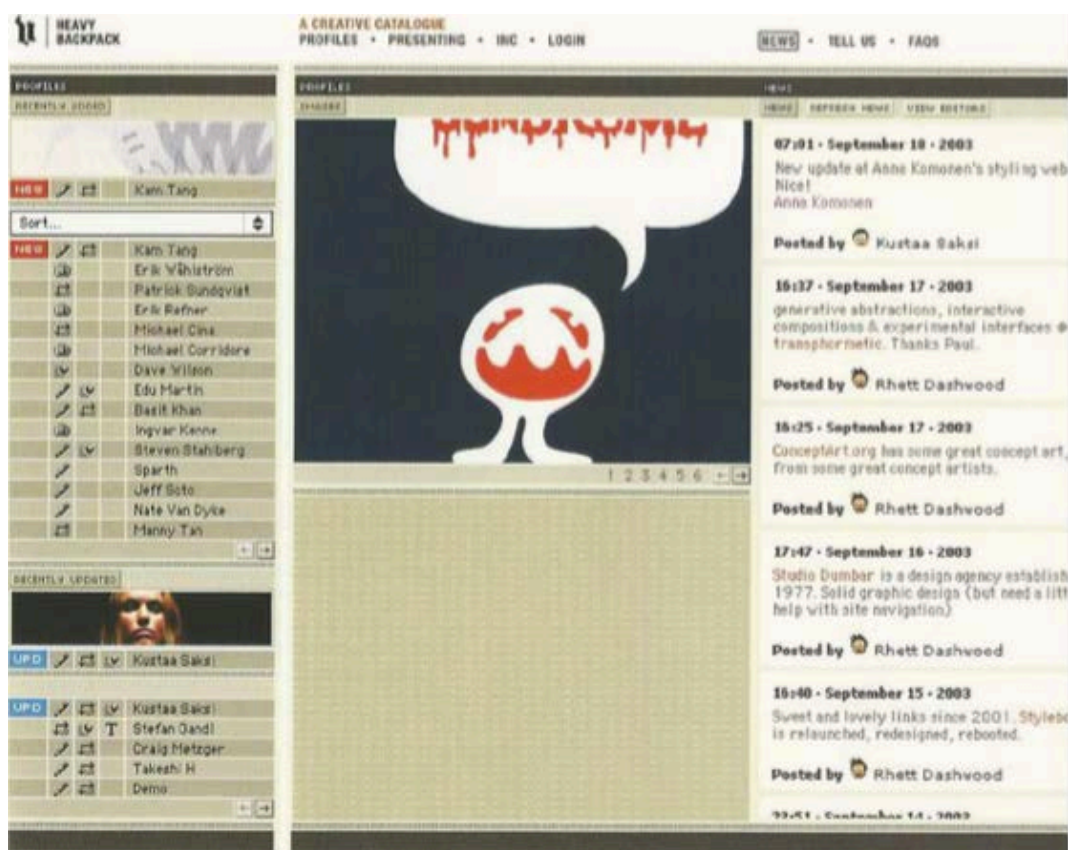 HEAVY
BACKPACK
A CREATIVE CATALOGUE
PROFILES • PRESENTING • INC • LOGIN
NEWS • TELL US • FAQS
PROFILES
RECENTLY ADDED
NEW Kam Tang
Sort...
NEW Kam Tang
Erik Wåhlström
Patrick Sundqvist
Erik Refner
Michael Cina
Michael Corridore
Dave Wilson
Edu Martin
Basit Khan
Ingvar Kenne
Steven Stahlberg
Sparth
Jeff Soto
Nate Van Dyke
Manny Tan
RECENTLY UPDATED
UPD Kustaa Saksi
UPD Kustaa Saksi
T Stefan Gandl
Craig Metzger
Takeshi H
Demo
PROFILES
IMAGES
1 2 3 4 5 6
NEWS
NEWS REFRESH NEWS VIEW EDITORS
07:01 • September 18 • 2003
New update at Anna Komonen's styling web
Nice!
Anna Komonen
Posted by Kustaa Saksi
16:37 • September 17 • 2003
generative abstractions, interactive
compositions & experimental interfaces @
transphormetic. Thanks Paul.
Posted by Rhett Dashwood
16:25 • September 17 • 2003
ConceptArt.org has some great concept art,
from some great concept artists.
Posted by Rhett Dashwood
17:47 • September 16 • 2003
Studio Dumbar is a design agency establish
1977. Solid graphic design (but need a litt
help with site navigation)
Posted by Rhett Dashwood
16:40 • September 15 • 2003
Sweet and lovely links since 2001. Stylebo
is relaunched, redesigned, rebooted.
Posted by Rhett Dashwood
22:51 • September 14 • 2003